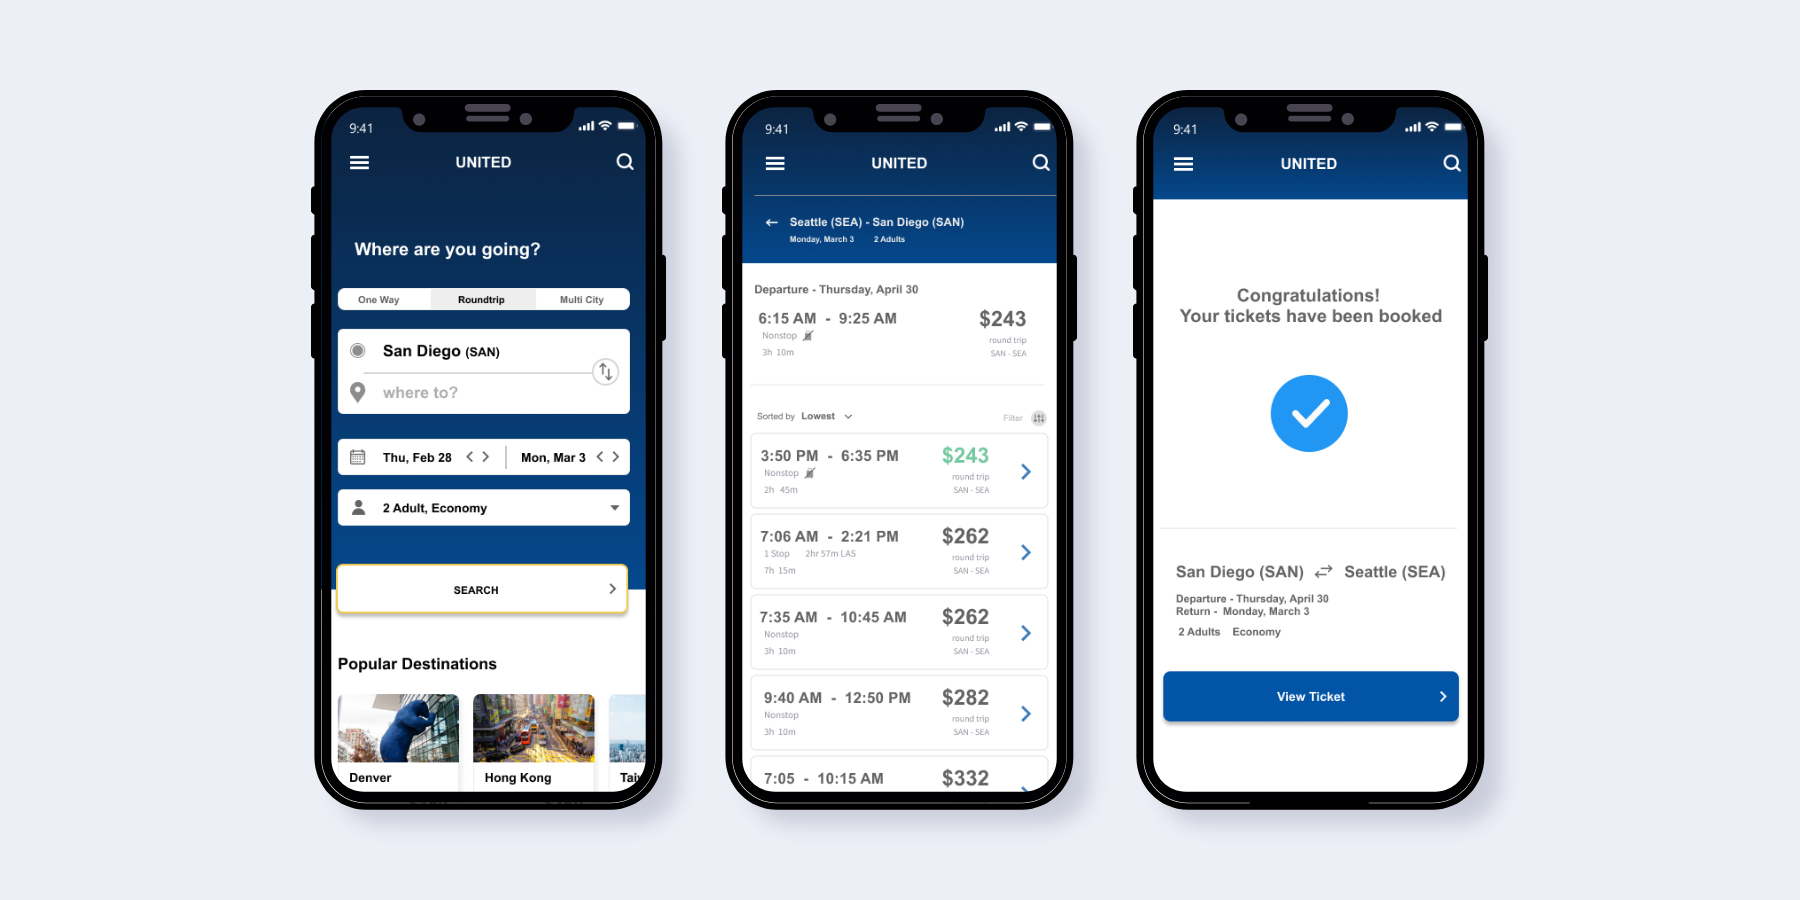 9:41
UNITED
Where are you going?
One Way Roundtrip Multi City
San Diego (SAN)
where to?
Thu, Feb 28 Mon, Mar 3
2 Adult, Economy
SEARCH
Popular Destinations
Denver Hong Kong
9:41
UNITED
Seattle (SEA) - San Diego (SAN)
Monday, March 3 2 Adults
Departure - Thursday, April 30
6:15 AM - 9:25 AM $243
Nonstop round trip
3h 10m SAN - SEA
Sorted by Lowest Filter
3:50 PM - 6:35 PM $243
Nonstop round trip
2h 45m SAN - SEA
7:06 AM - 2:21 PM $262
1 Stop 2hr 57m LAS round trip
7h 15m SAN - SEA
7:35 AM - 10:45 AM $262
Nonstop round trip
3h 10m SAN - SEA
9:40 AM - 12:50 PM $282
Nonstop round trip
3h 10m SAN - SEA
7:05 - 10:15 AM $332
9:41
UNITED
Congratulations!
Your tickets have been booked
San Diego (SAN) Seattle (SEA)
Departure - Thursday, April 30
Return - Monday, March 3
2 Adults Economy
View Ticket